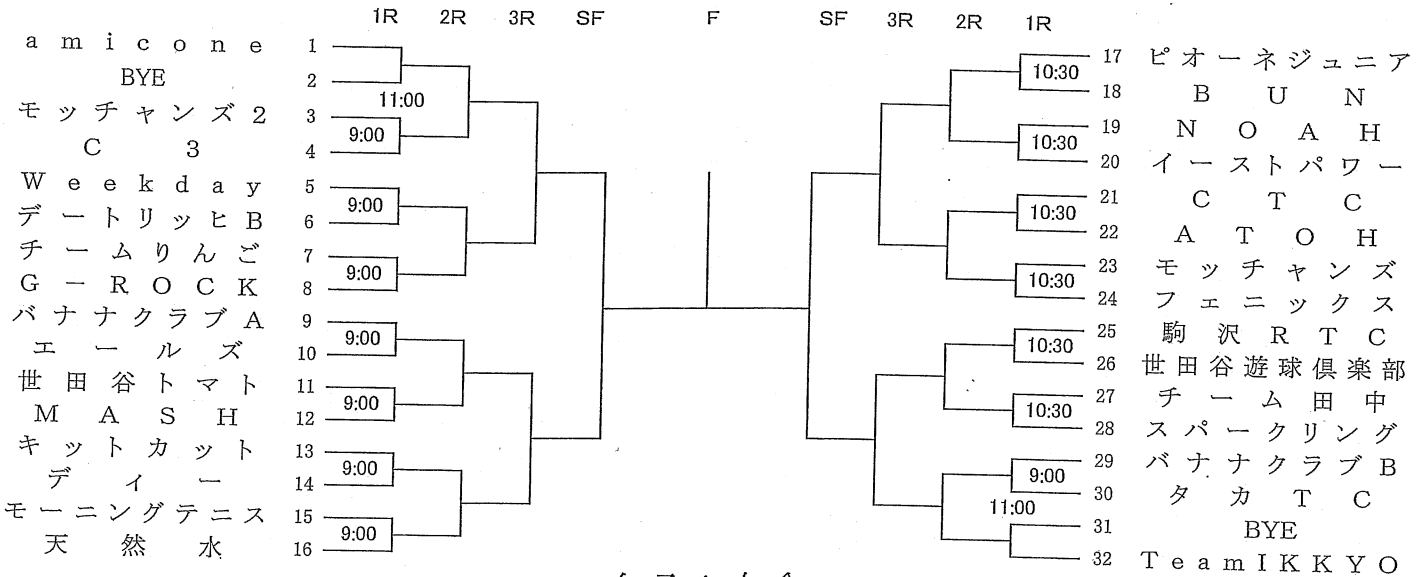 1R 2R 3R SF F SF 3R 2R 1R
amicone 1
BYE 2
11:00
モッチャンズ2 3
9:00
C3 4
Weekday 5
9:00
デートリッヒB 6
チームりんご 7
9:00
G-ROCK 8
バナナクラブA 9
9:00
エールズ 10
世田谷トマト 11
9:00
MASH 12
キットカット 13
9:00
ディー 14
モーニングテニス 15
9:00
天然水 16
17 ピオーネジュニア
10:30
18 BUN
19 NOAH
10:30
20 イーストパワー
21 CTC
10:30
22 ATOH
23 モッチャンズ
10:30
24 フェニックス
25 駒沢RTC
10:30
26 世田谷遊球倶楽部
27 チーム田中
10:30
28 スパークリング
29 バナナクラブB
9:00
30 タカTC
11:00
31 BYE
32 TeamIKKYO